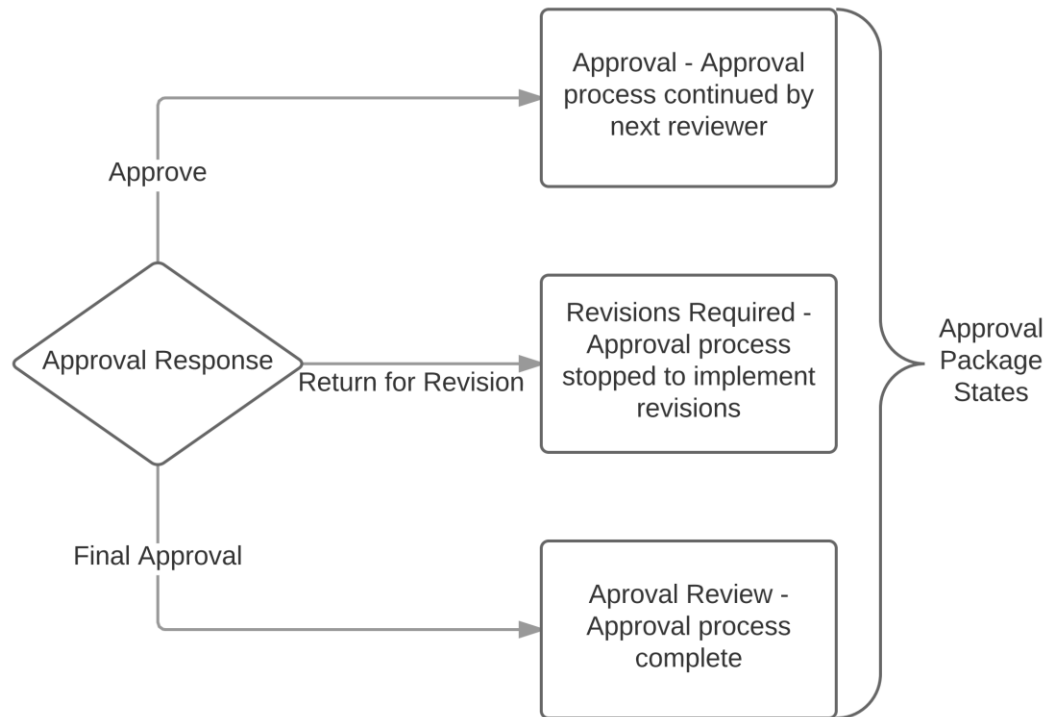 Approval - Approval
process continued by
next reviewer
Approve
Approval Response
Return for Revision
Revisions Required -
Approval process
stopped to implement
revisions
Approval
Package
States
Final Approval
Aproval Review -
Approval process
complete